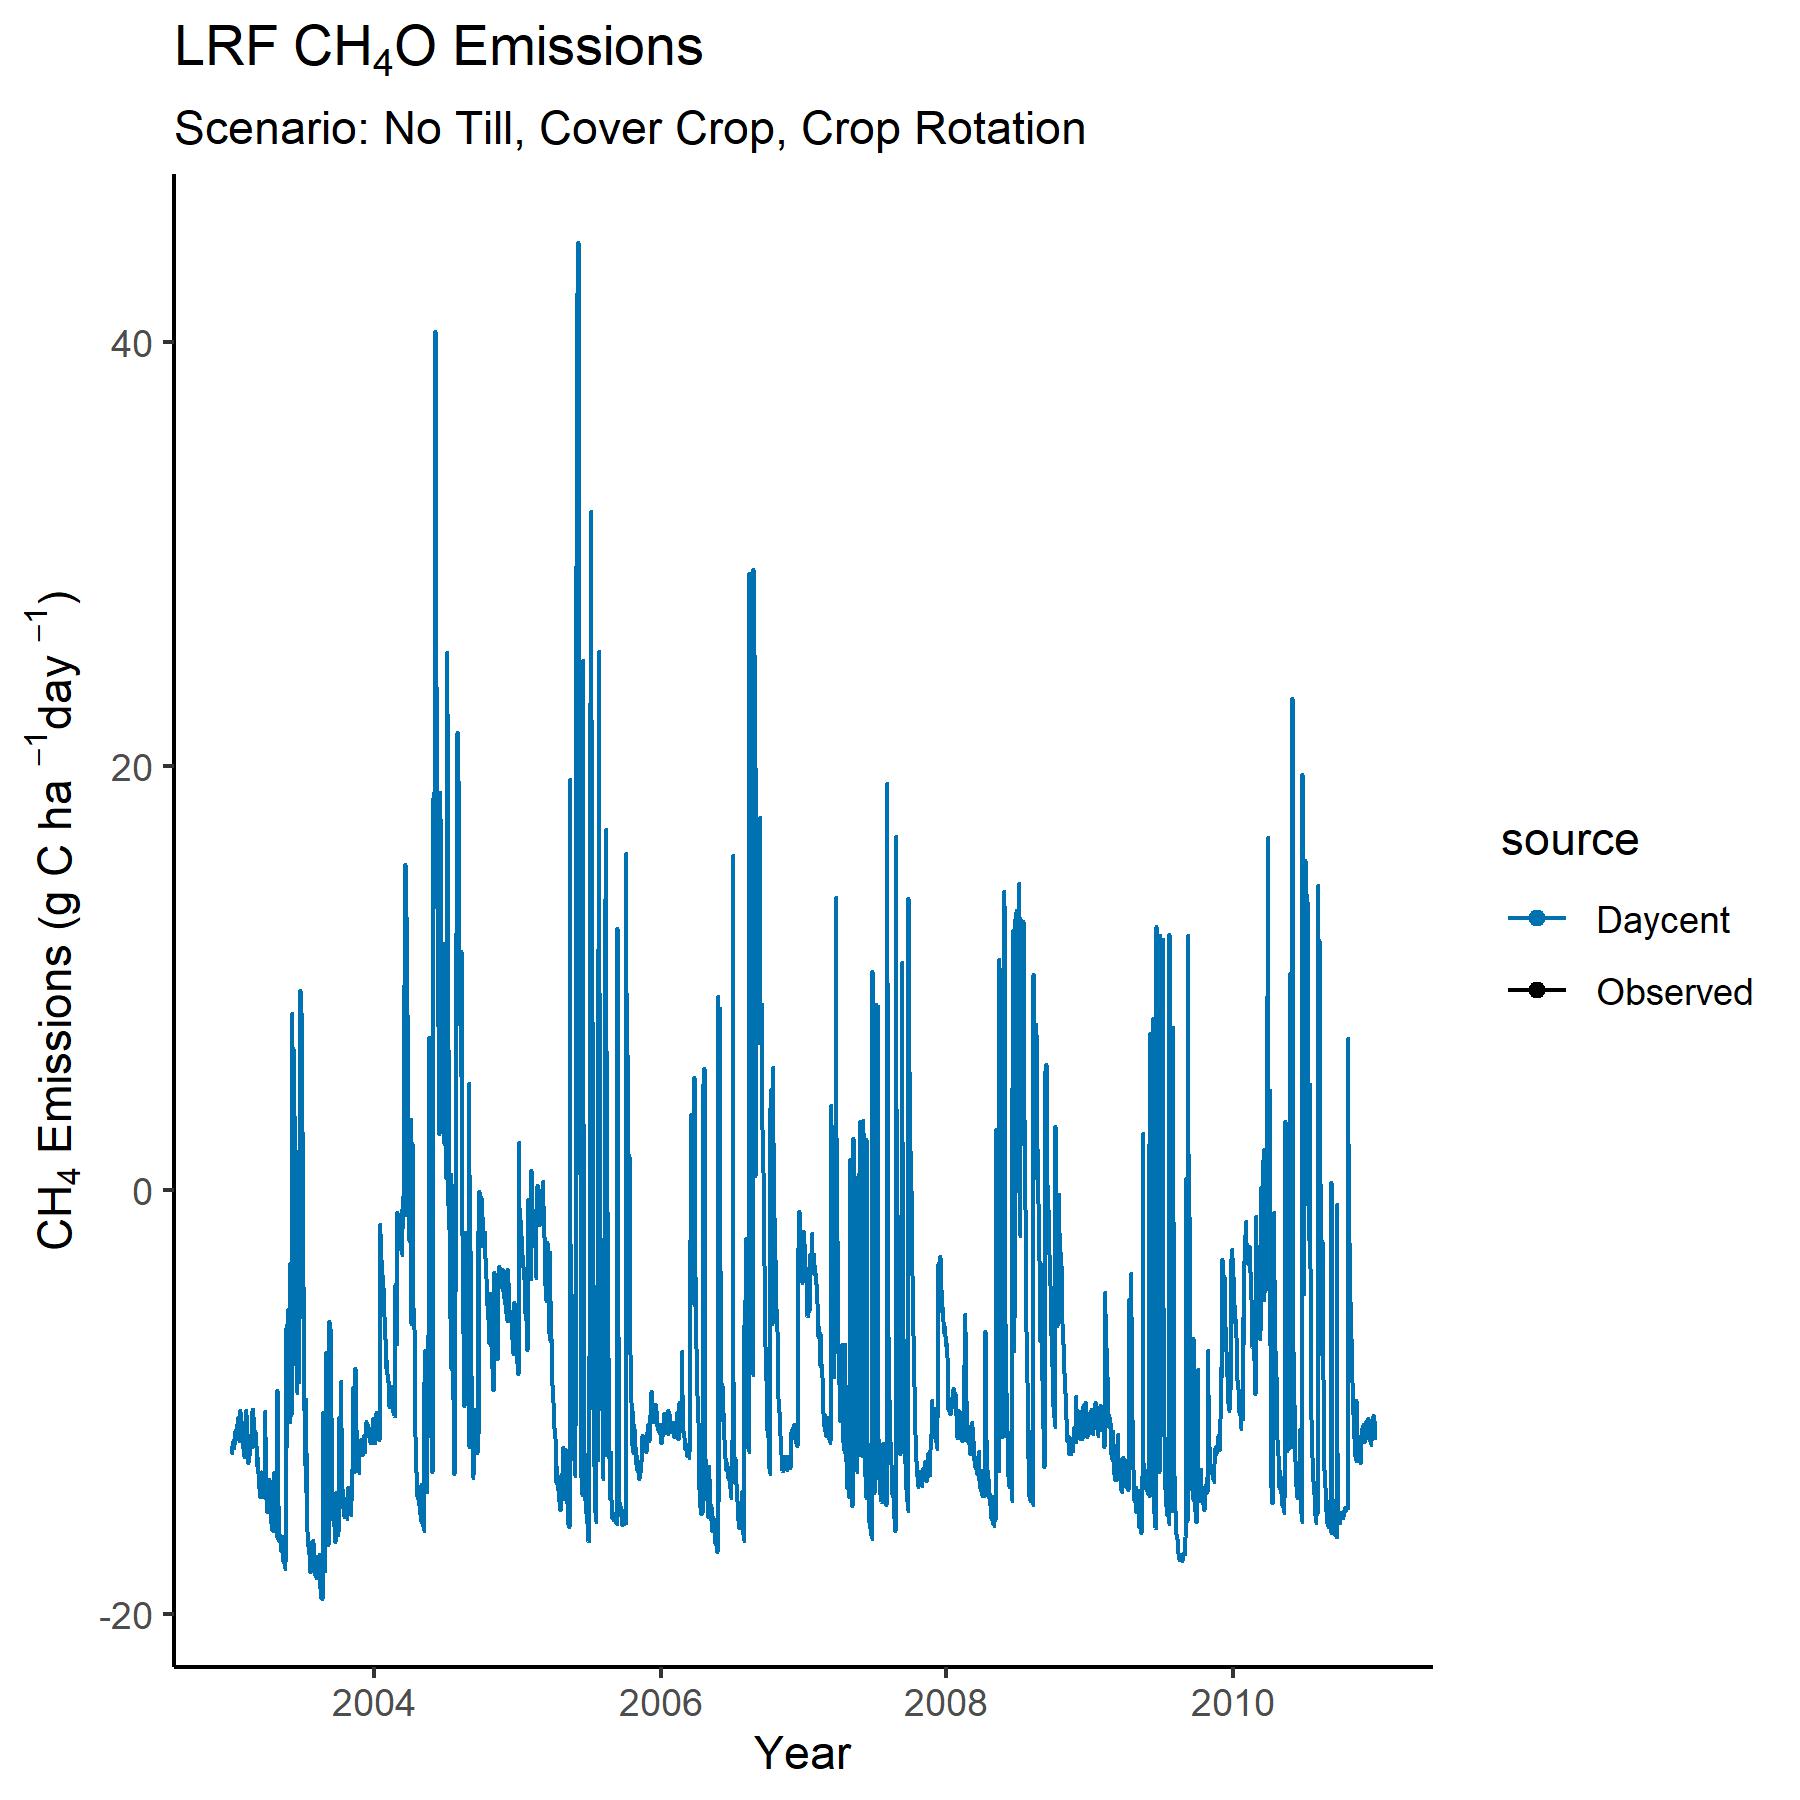 LRF CH₄O Emissions
Scenario: No Till, Cover Crop, Crop Rotation
CH₄ Emissions (g C ha ⁻¹day ⁻¹)
40
20
0
-20
2004
2006
2008
2010
Year
source
Daycent
Observed